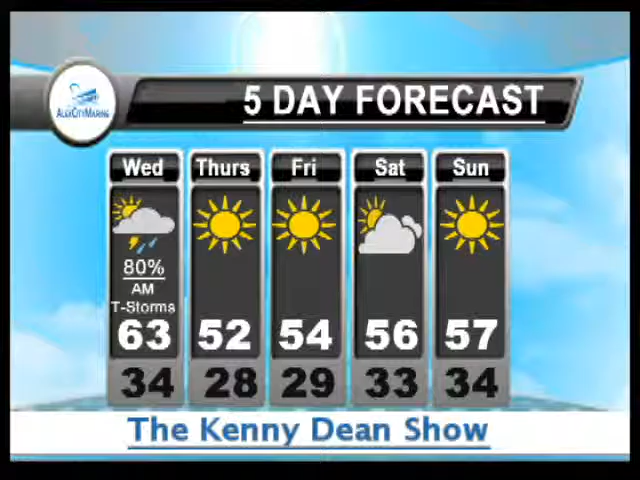 5 DAY FORECAST
ALEXCITYMARINE
Wed Thurs Fri Sat Sun
80%
AM
T-Storms
63 52 54 56 57
34 28 29 33 34
The Kenny Dean Show